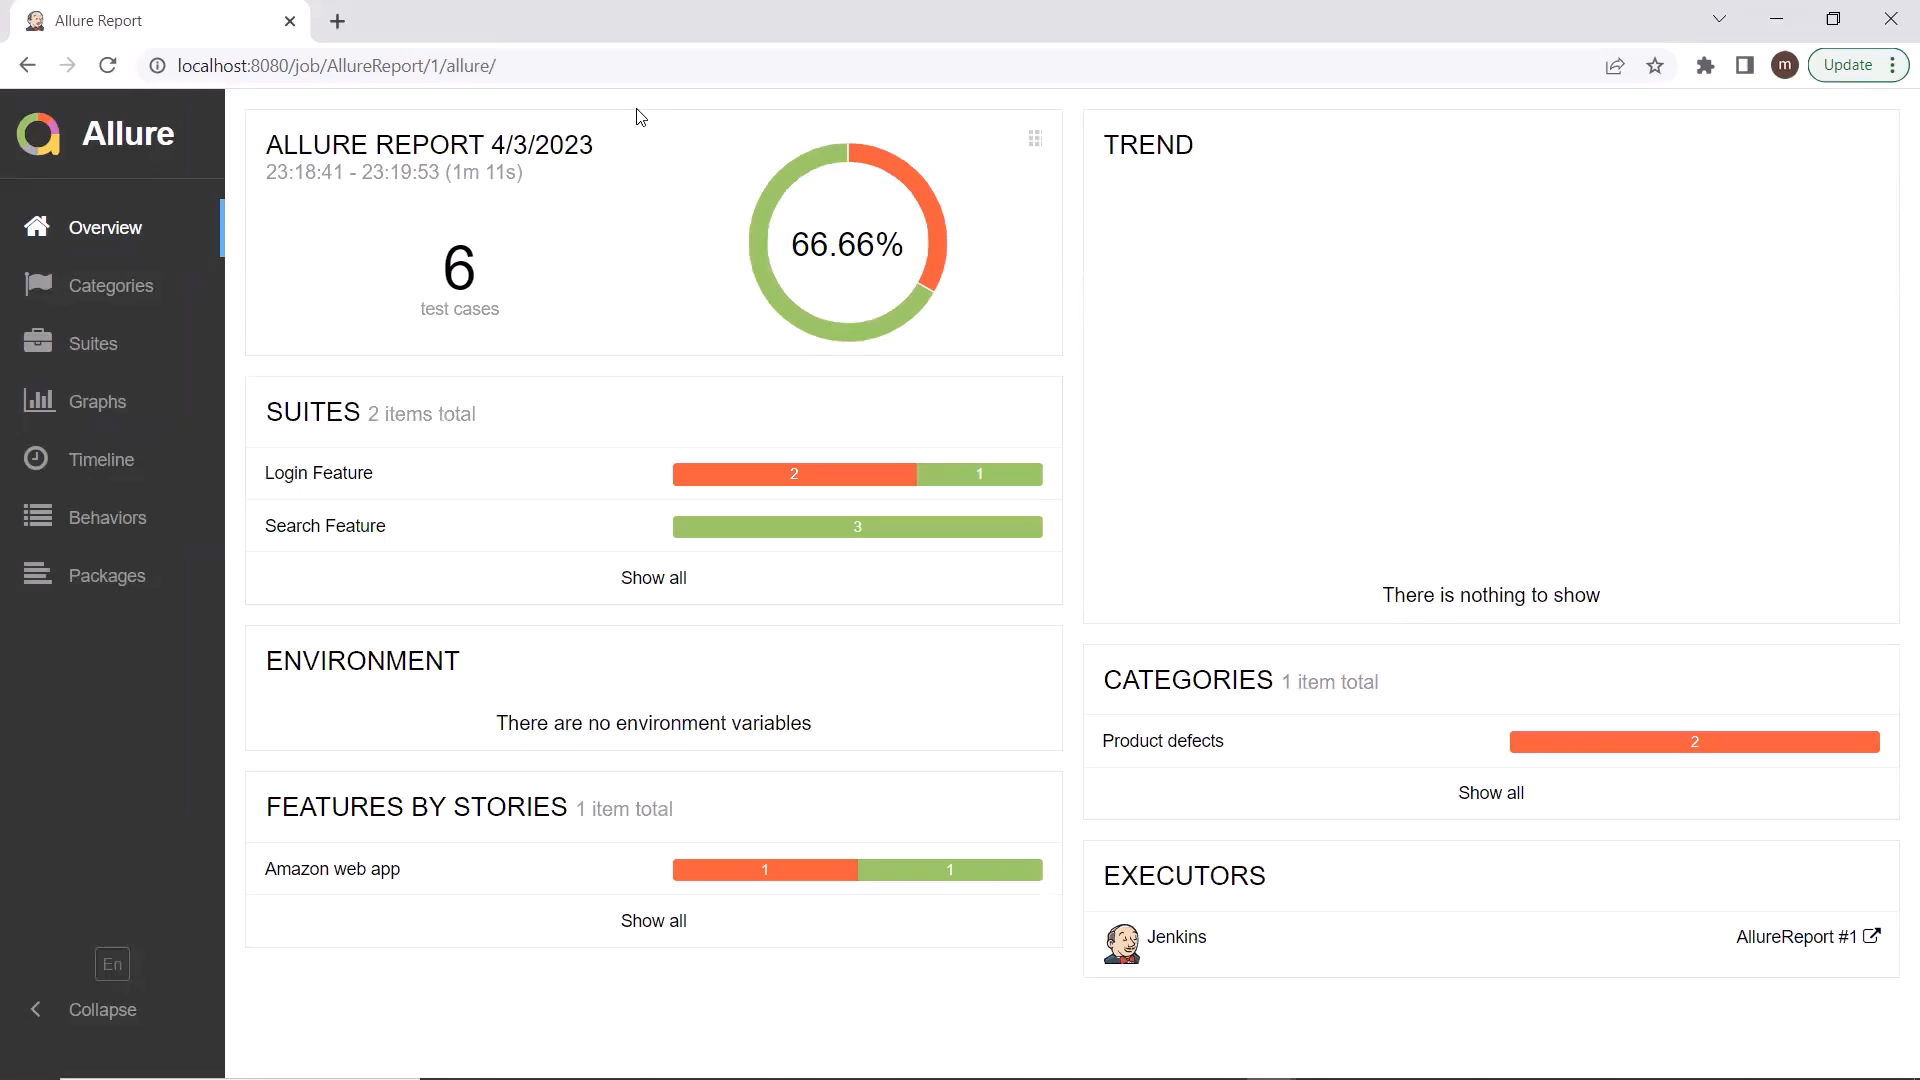 Allure Report
localhost:8080/job/AllureReport/1/allure/
m
Update
Allure
Overview
Categories
Suites
Graphs
Timeline
Behaviors
Packages
En
Collapse
ALLURE REPORT 4/3/2023
23:18:41 - 23:19:53 (1m 11s)
6
test cases
66.66%
SUITES 2 items total
Login Feature 2 1
Search Feature 3
Show all
ENVIRONMENT
There are no environment variables
FEATURES BY STORIES 1 item total
Amazon web app 1 1
Show all
TREND
There is nothing to show
CATEGORIES 1 item total
Product defects 2
Show all
EXECUTORS
Jenkins AllureReport #1